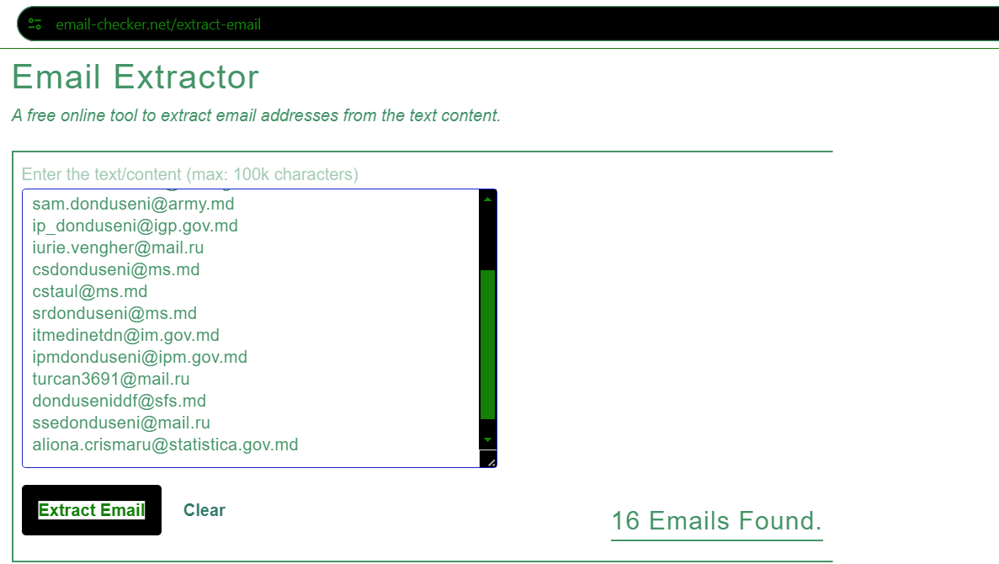 email-checker.net/extract-email
Email Extractor
A free online tool to extract email addresses from the text content.
Enter the text/content (max: 100k characters)
sam.donduseni@army.md
ip_donduseni@igp.gov.md
iurie.vengher@mail.ru
csdonduseni@ms.md
cstaul@ms.md
srdonduseni@ms.md
itmedinetdn@im.gov.md
ipmdonduseni@ipm.gov.md
turcan3691@mail.ru
donduseniddf@sfs.md
ssedonduseni@mail.ru
aliona.crismaru@statistica.gov.md
Extract Email
Clear
16 Emails Found.